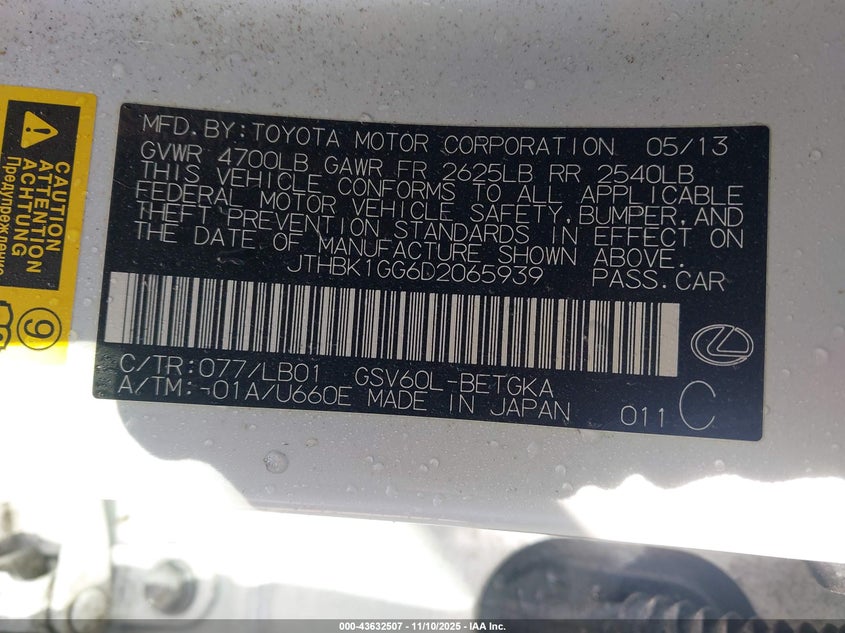 MFD.BY:TOYOTA MOTOR CORPORATION 05/13
GVWR 4700LB GAWR FR 2625LB RR 2540LB
THIS VEHICLE CONFORMS TO ALL APPLICABLE
FEDERAL MOTOR VEHICLE SAFETY,BUMPER,AND
THEFT PREVENTION STANDARDS IN EFFECT ON
THE DATE OF MANUFACTURE SHOWN ABOVE.
JTHBK1GG6D2065939 PASS.CAR
C/TR:077/LB01 GSV60L-BETGKA
A/TM:-01A/U660E MADE IN JAPAN 011 C
CAUTION
ATTENTION
ACHTUNG
Предупреждение
9
000-43632507 — 11/10/2025 — IAA Inc.